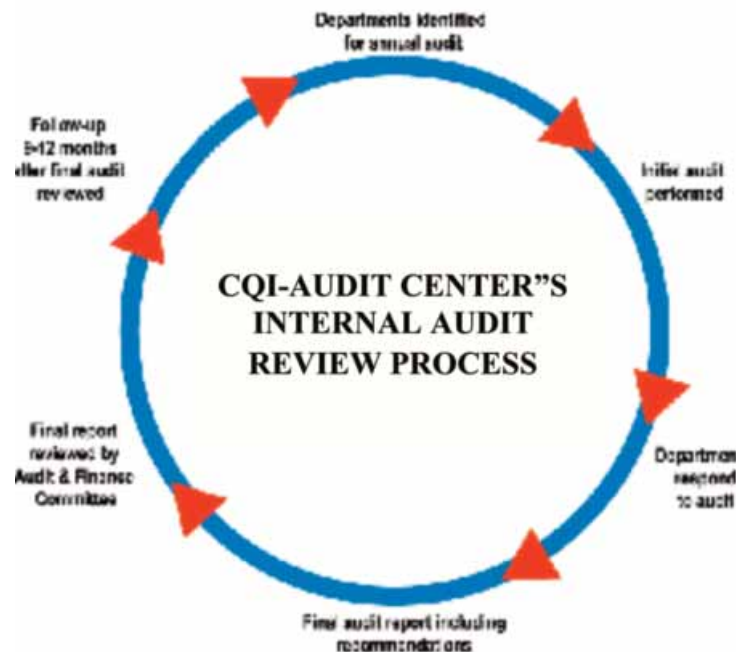 Departments identified
for annual audit
Initial audit
performed
Department
respond
to audit
Final audit report including
recommendations
Final report
reviewed by
Audit & Finance
Committee
Follow-up
after final audit
reviewed
months
CQI-AUDIT CENTER”S
INTERNAL AUDIT
REVIEW PROCESS